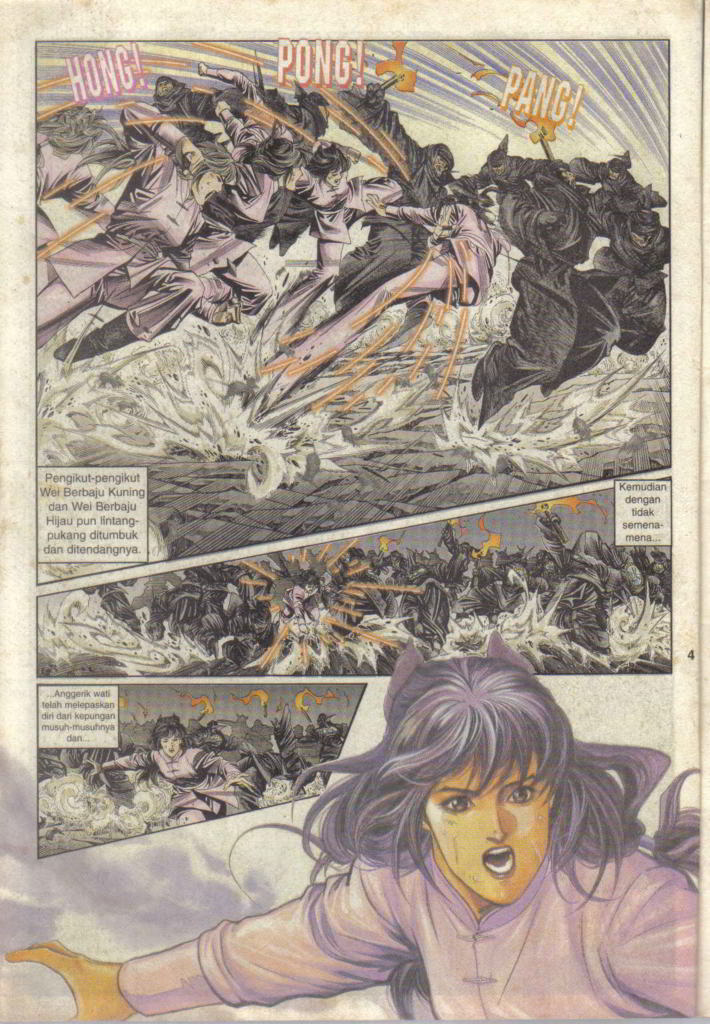 HONG!
PONG!
PANG!
Pengikut-pengikut
Wei Berbaju Kuning
dan Wei Berbaju
Hijau pun lintang-
pukang ditumbuk
dan ditendangnya.
Kemudian
dengan
tidak
semena-
mena...
4
...Anggerik wati
telah melepaskan
diri dari kepungan
musuh-musuhnya
dan...